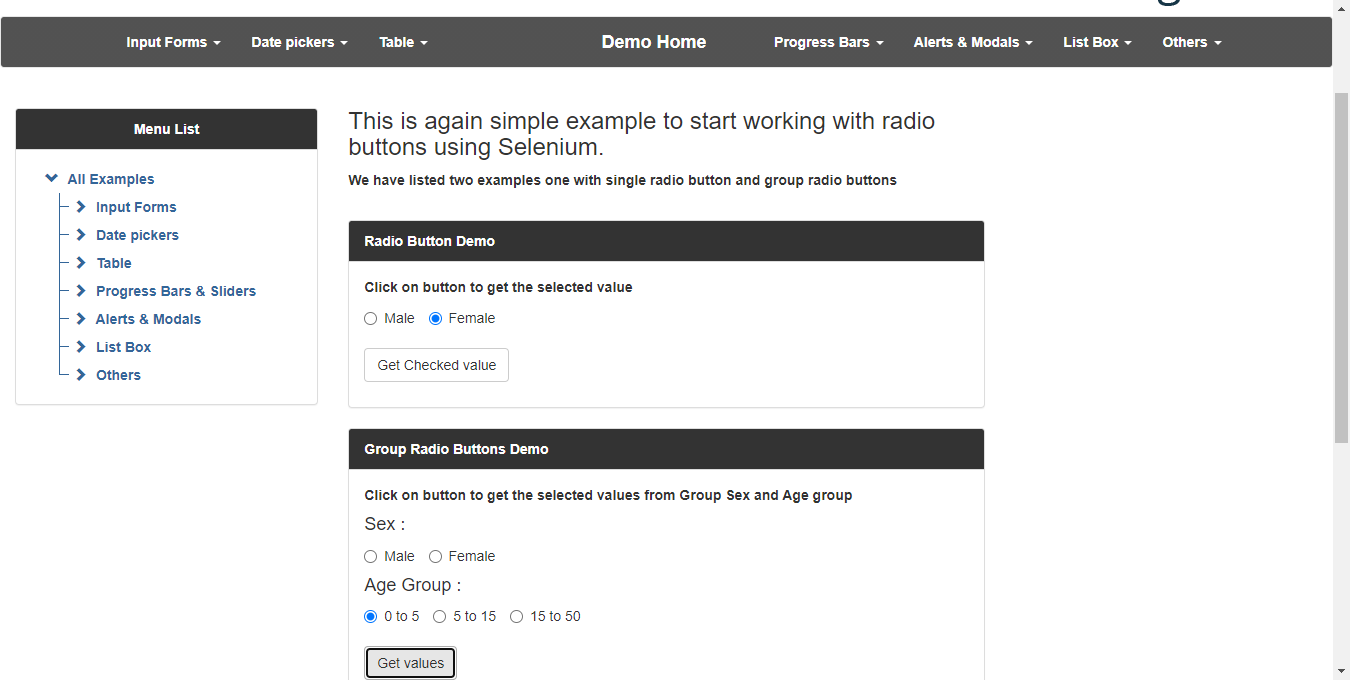 Input Forms Date pickers Table Demo Home Progress Bars Alerts & Modals List Box Others
Menu List
All Examples
Input Forms
Date pickers
Table
Progress Bars & Sliders
Alerts & Modals
List Box
Others
This is again simple example to start working with radio
buttons using Selenium.
We have listed two examples one with single radio button and group radio buttons
Radio Button Demo
Click on button to get the selected value
Male Female
Get Checked value
Group Radio Buttons Demo
Click on button to get the selected values from Group Sex and Age group
Sex :
Male Female
Age Group :
0 to 5 5 to 15 15 to 50
Get values